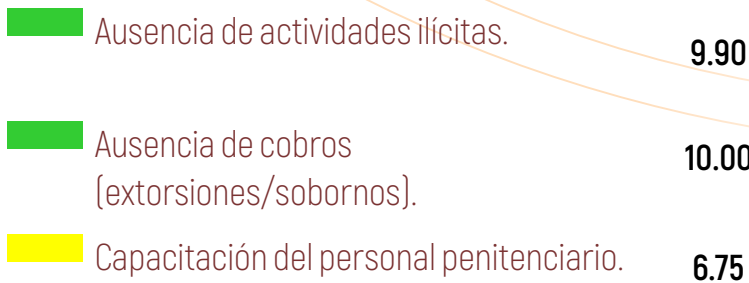 Ausencia de actividades ilícitas. 9.90
Ausencia de cobros
(extorsiones/sobornos). 10.00
Capacitación del personal penitenciario. 6.75